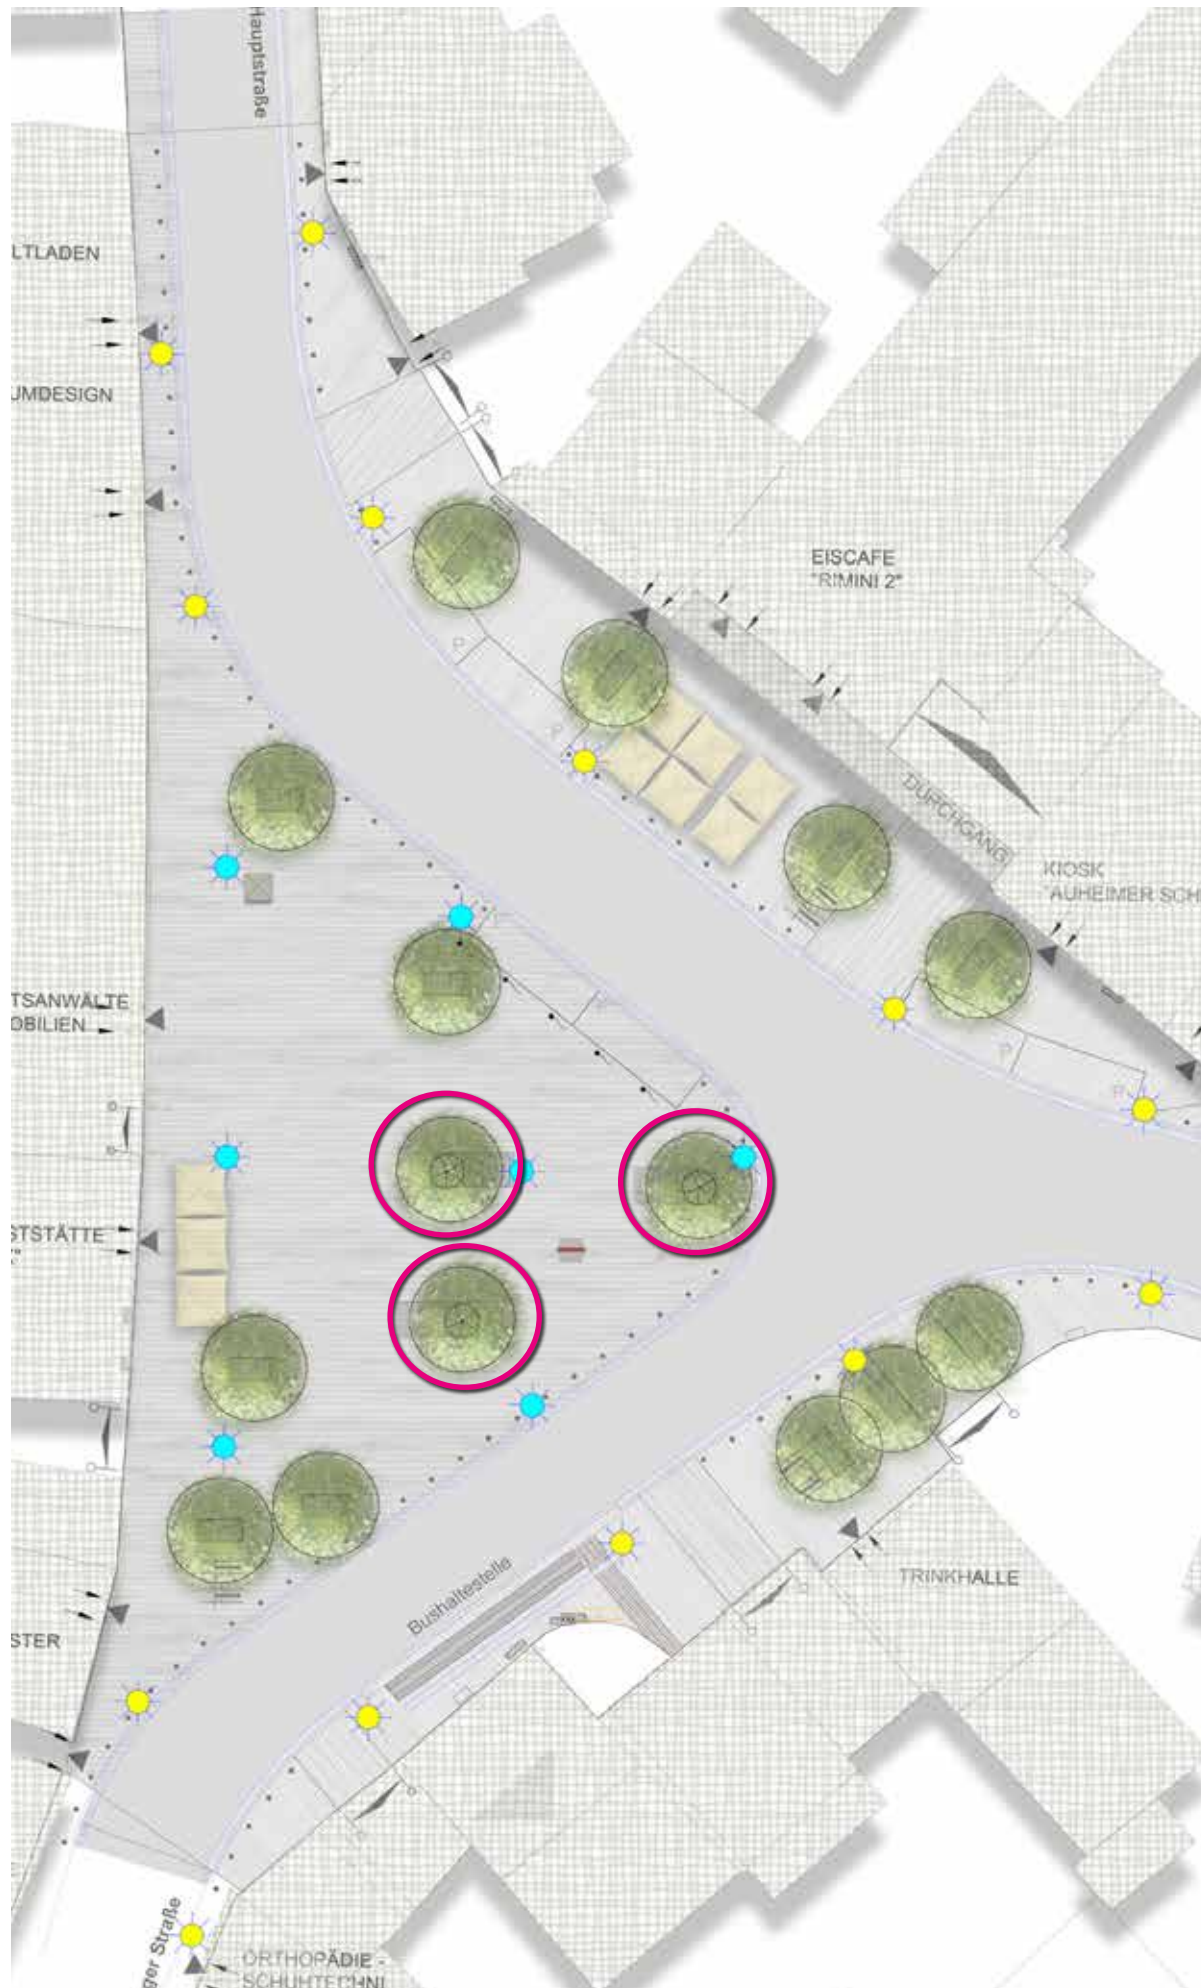 Hauptstraße
LTLADEN
UMDESIGN
EISCAFE
"RIMINI 2"
P
P
DURCHGANG
KIOSK
"AUHEIMER SCH
TSANWÄLTE
OBILIEN
P
P
STSTÄTTE
Bushaltestelle
TRINKHALLE
STER
ger Straße
ORTHOPÄDIE -
SCHUHTECHNI